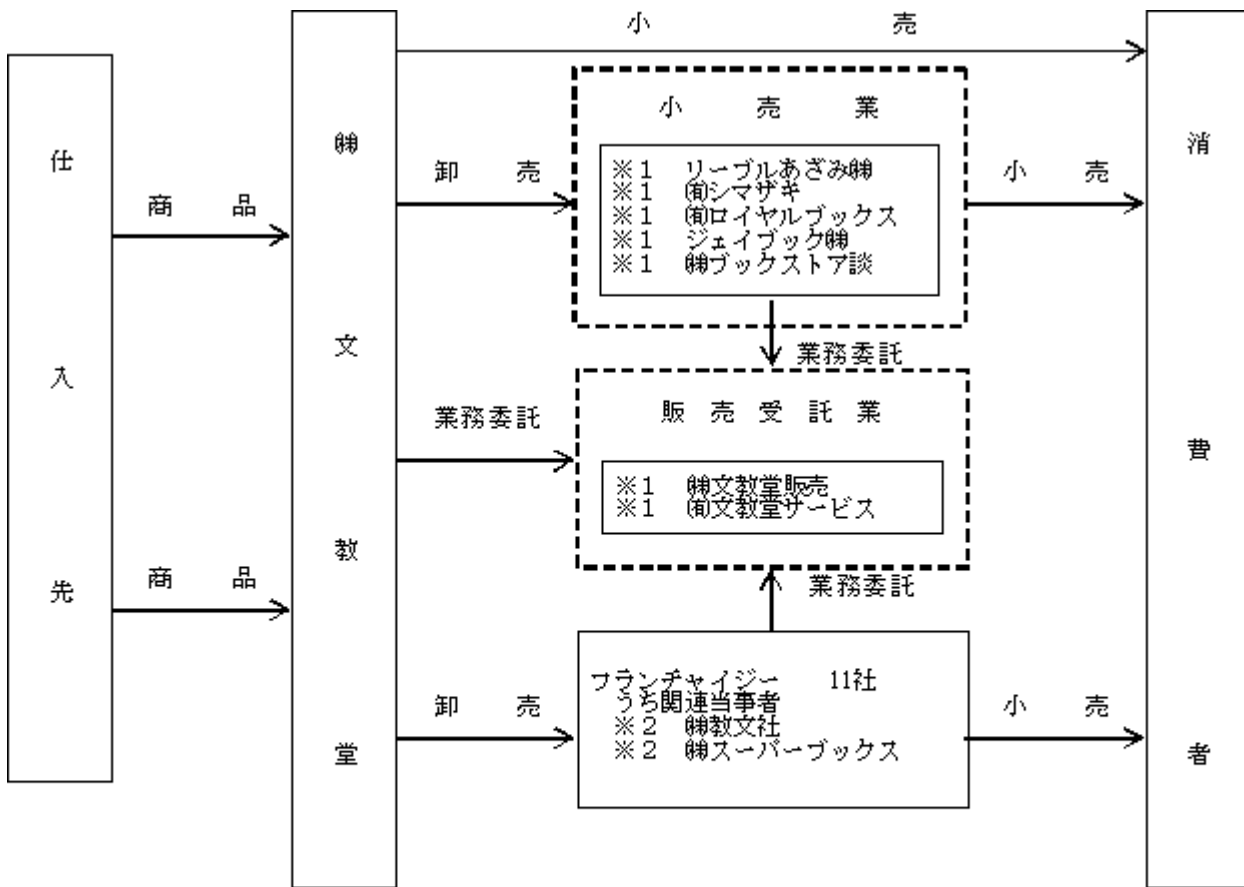 小売
仕入先
商品
商品
㈱文教堂
卸売
業務委託
卸売
小売業
※1 リーブルあざみ㈱
※1 ㈲シマザキ
※1 ㈲ロイヤルブックス
※1 ジェイブック㈱
※1 ㈱ブックストア談
業務委託
販売受託業
※1 ㈱文教堂販売
※1 ㈲文教堂サービス
業務委託
フランチャイジー 11社
うち関連当事者
※2 ㈱教文社
※2 ㈱スーパーブックス
小売
小売
消費者